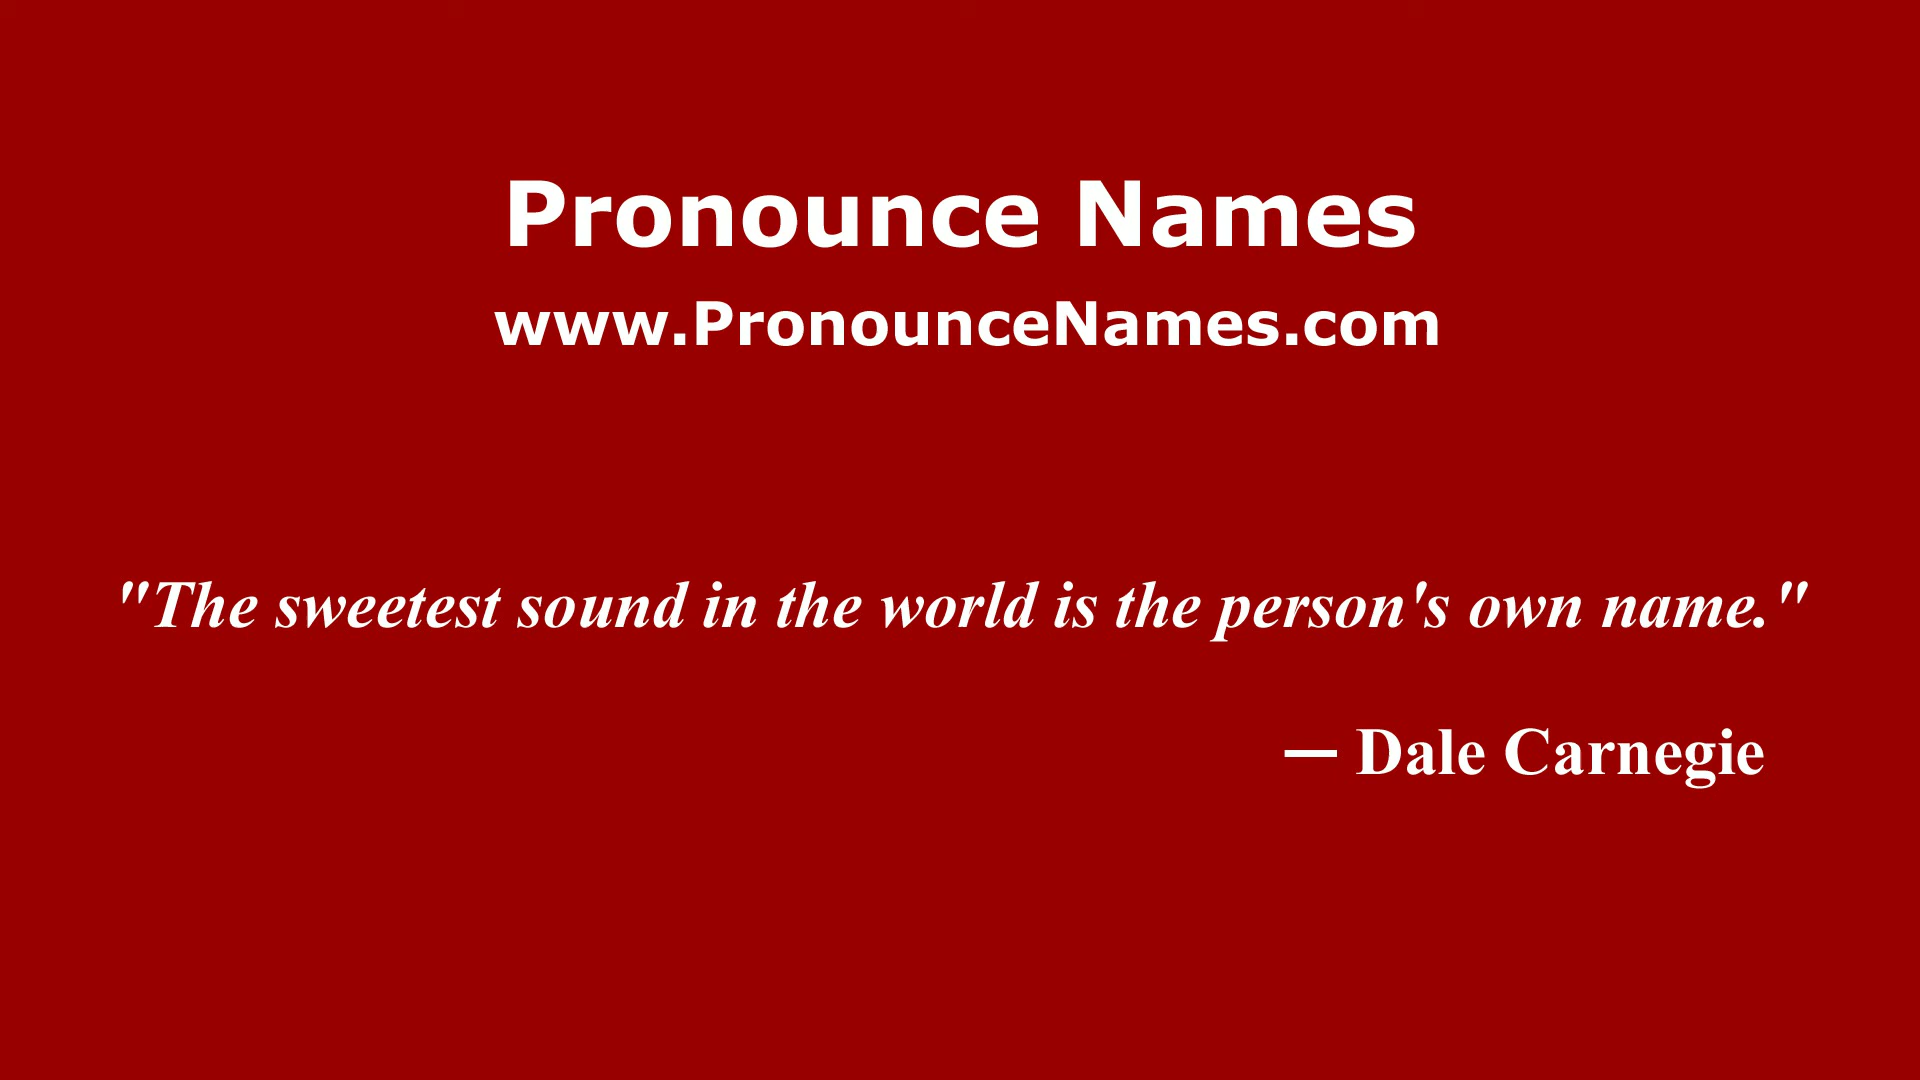 Pronounce Names
www.PronounceNames.com
"The sweetest sound in the world is the person's own name."
— Dale Carnegie